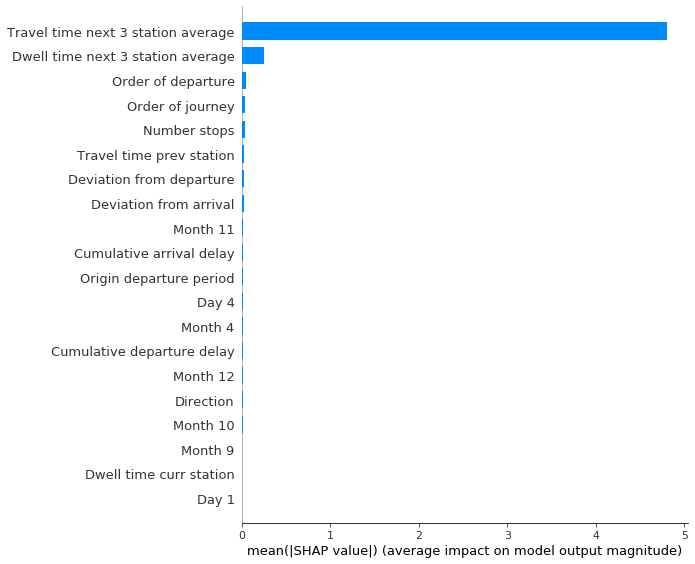 Travel time next 3 station average
Dwell time next 3 station average
Order of departure
Order of journey
Number stops
Travel time prev station
Deviation from departure
Deviation from arrival
Month 11
Cumulative arrival delay
Origin departure period
Day 4
Month 4
Cumulative departure delay
Month 12
Direction
Month 10
Month 9
Dwell time curr station
Day 1
0 1 2 3 4 5
mean(|SHAP value|) (average impact on model output magnitude)